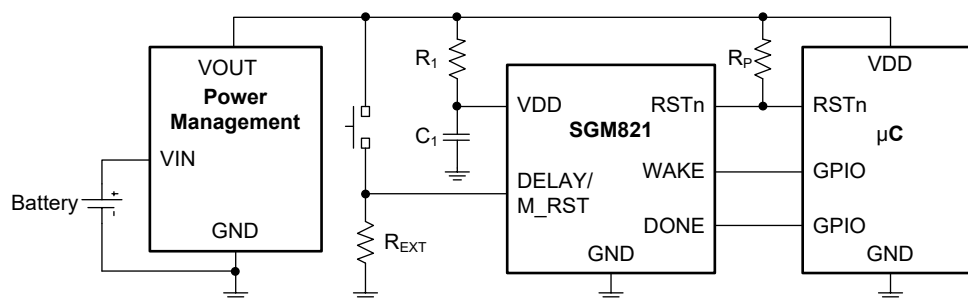 VOUT
Power
Management
VIN
GND
Battery
+
-
R1
C1
REXT
VDD
SGM821
DELAY/
M_RST
RSTn
WAKE
DONE
GND
RP
VDD
RSTn
µC
GPIO
GPIO
GND